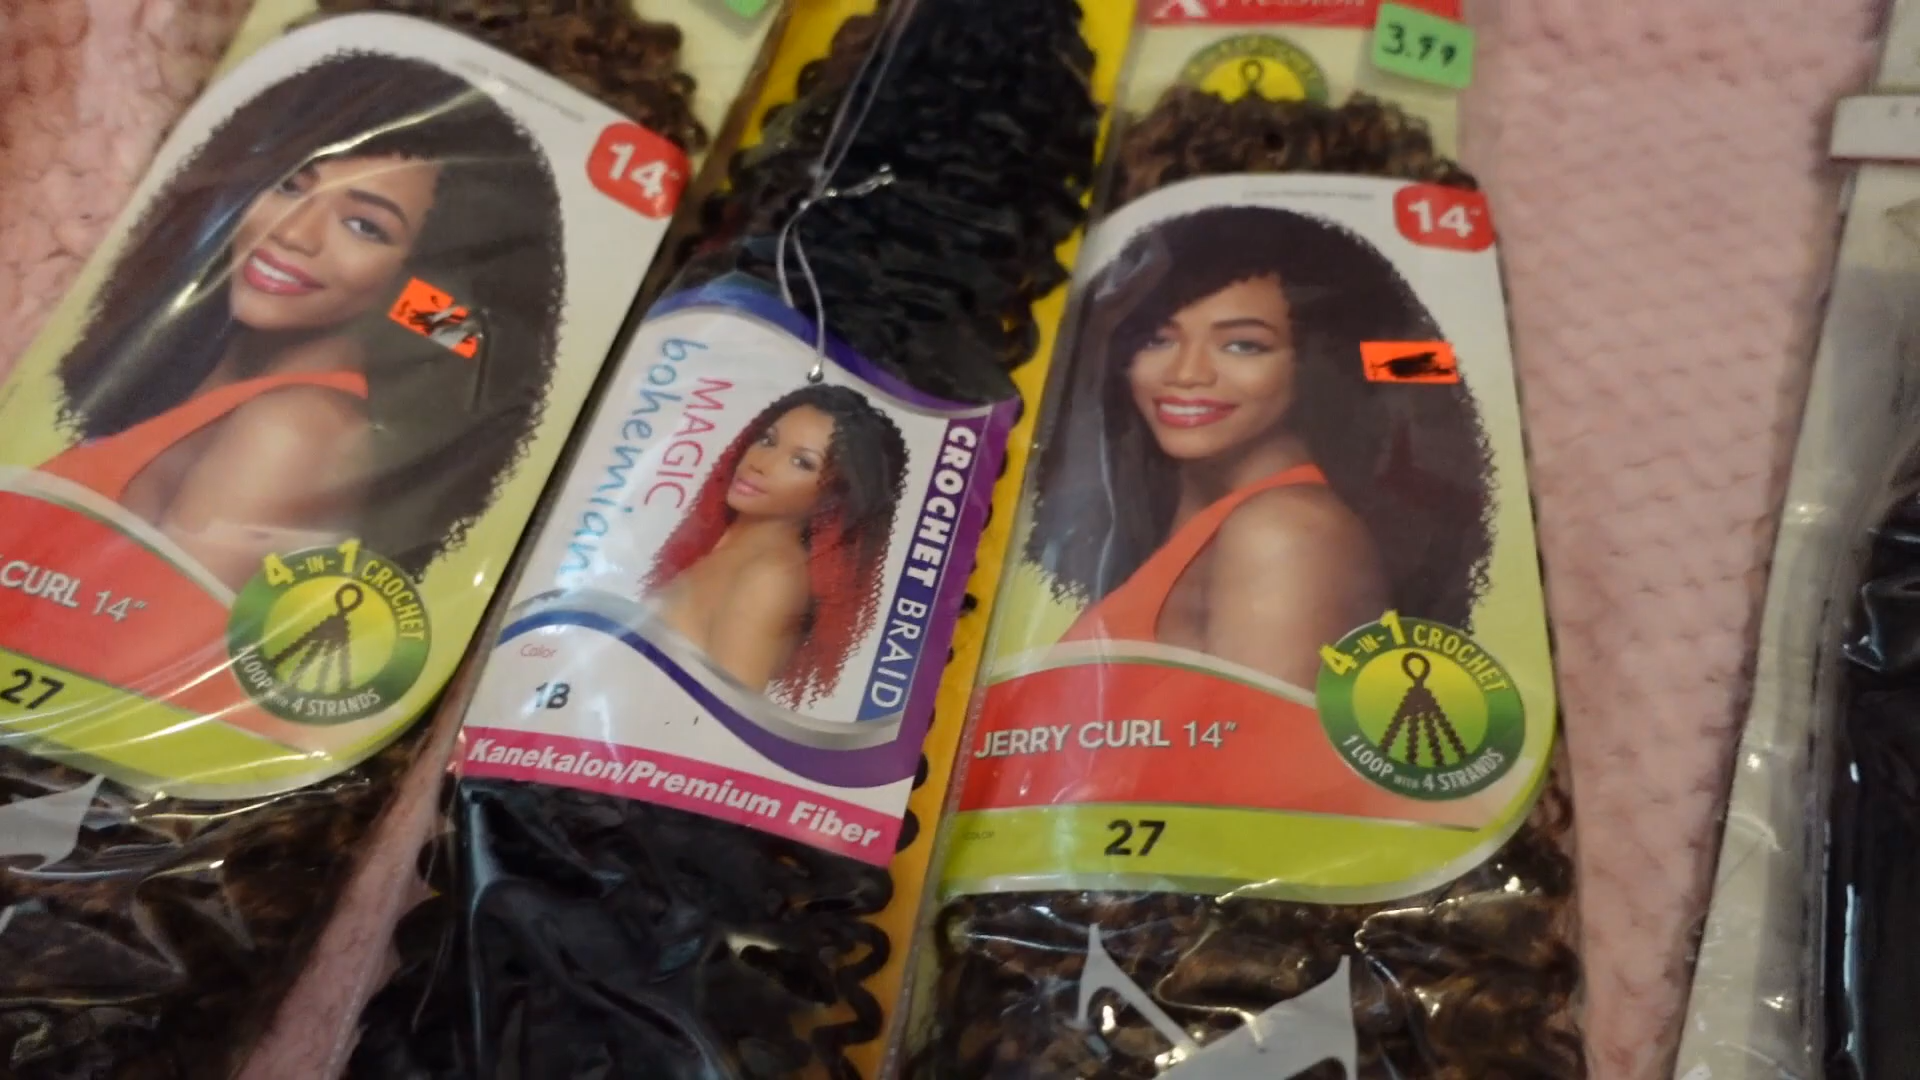 14"
CURL 14"
4-IN-1 CROCHET
1 LOOP with 4 STRANDS
27
MAGIC
bohemian
CROCHET BRAID
Color
1B
Kanekalon/Premium Fiber
3.99
14"
JERRY CURL 14"
4-IN-1 CROCHET
1 LOOP with 4 STRANDS
COLOR
27